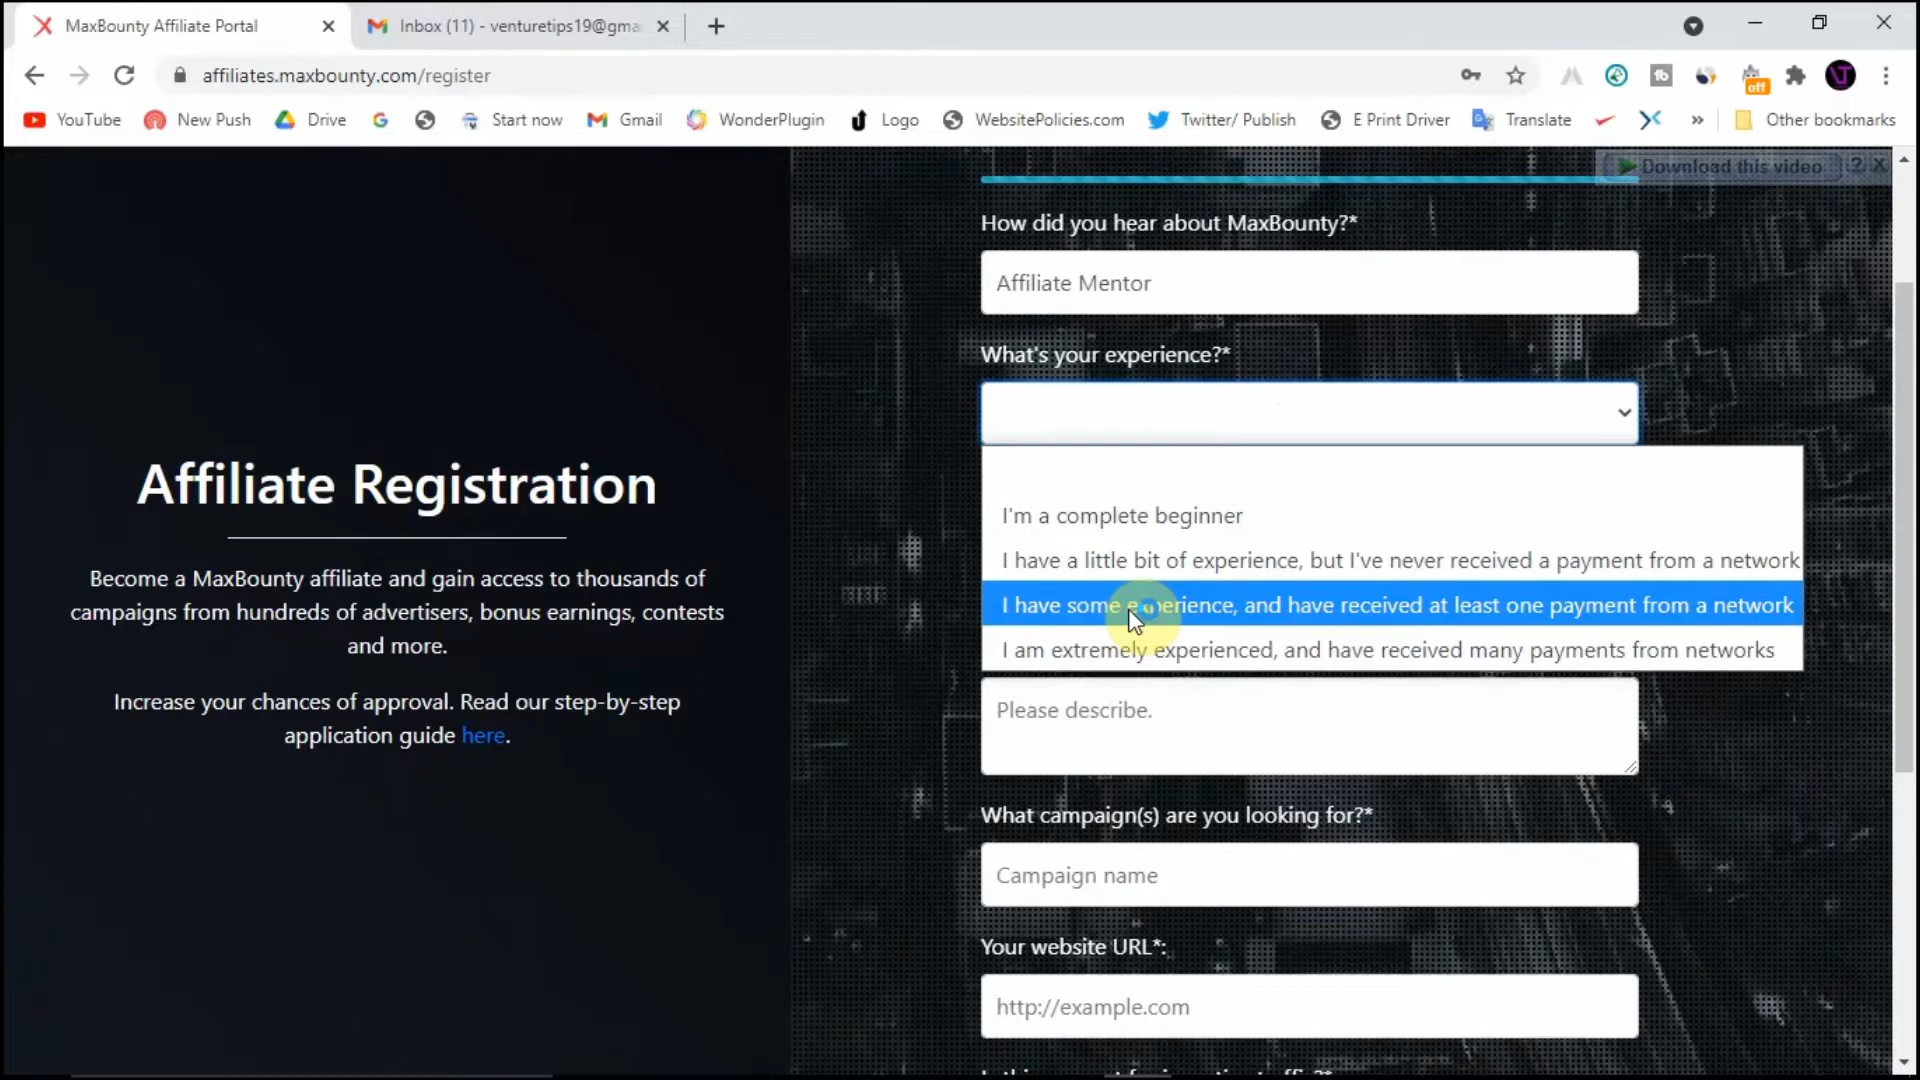 MaxBounty Affiliate Portal
Inbox (11) - venturetips19@gma
affiliates.maxbounty.com/register
off
YouTube
New Push
Drive
Start now
Gmail
WonderPlugin
Logo
WebsitePolicies.com
Twitter/ Publish
E Print Driver
Translate
»
Other bookmarks
Download this video ? X
How did you hear about MaxBounty?*
Affiliate Mentor
What's your experience?*
I'm a complete beginner
I have a little bit of experience, but I've never received a payment from a network
I have some experience, and have received at least one payment from a network
I am extremely experienced, and have received many payments from networks
Please describe.
What campaign(s) are you looking for?*
Campaign name
Your website URL*:
http://example.com
Affiliate Registration
Become a MaxBounty affiliate and gain access to thousands of
campaigns from hundreds of advertisers, bonus earnings, contests
and more.
Increase your chances of approval. Read our step-by-step
application guide here.